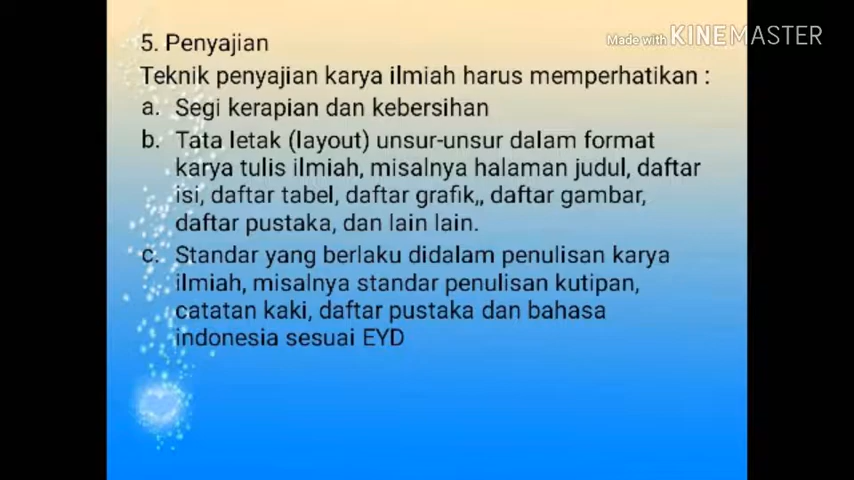 Made with KINEMASTER
5. Penyajian
Teknik penyajian karya ilmiah harus memperhatikan :
a. Segi kerapian dan kebersihan
b. Tata letak (layout) unsur-unsur dalam format
karya tulis ilmiah, misalnya halaman judul, daftar
isi, daftar tabel, daftar grafik,, daftar gambar,
daftar pustaka, dan lain lain.
c. Standar yang berlaku didalam penulisan karya
ilmiah, misalnya standar penulisan kutipan,
catatan kaki, daftar pustaka dan bahasa
indonesia sesuai EYD